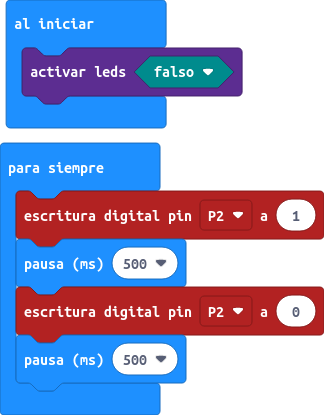 al iniciar
activar leds falso
para siempre
escritura digital pin P2 a 1
pausa (ms) 500
escritura digital pin P2 a 0
pausa (ms) 500